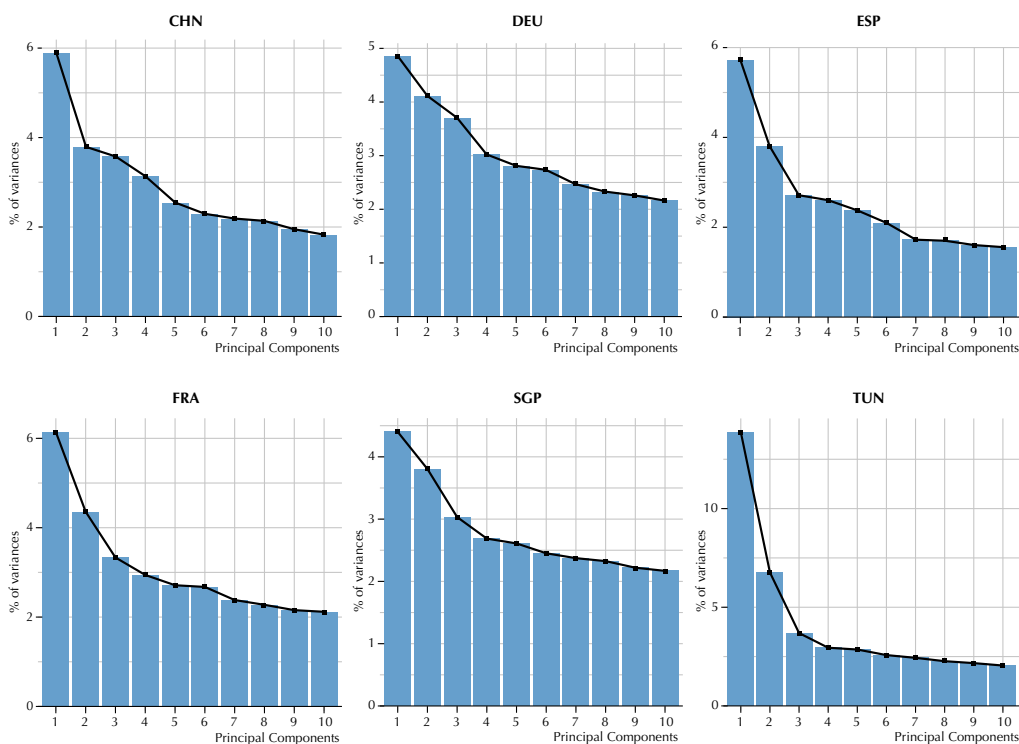 CHN
% of variances
6
4
2
0
1 2 3 4 5 6 7 8 9 10
Principal Components
DEU
% of variances
5
4
3
2
1
0
1 2 3 4 5 6 7 8 9 10
Principal Components
ESP
% of variances
6
4
2
0
1 2 3 4 5 6 7 8 9 10
Principal Components
FRA
% of variances
6
4
2
0
1 2 3 4 5 6 7 8 9 10
Principal Components
SGP
% of variances
4
3
2
1
0
1 2 3 4 5 6 7 8 9 10
Principal Components
TUN
% of variances
10
5
0
1 2 3 4 5 6 7 8 9 10
Principal Components